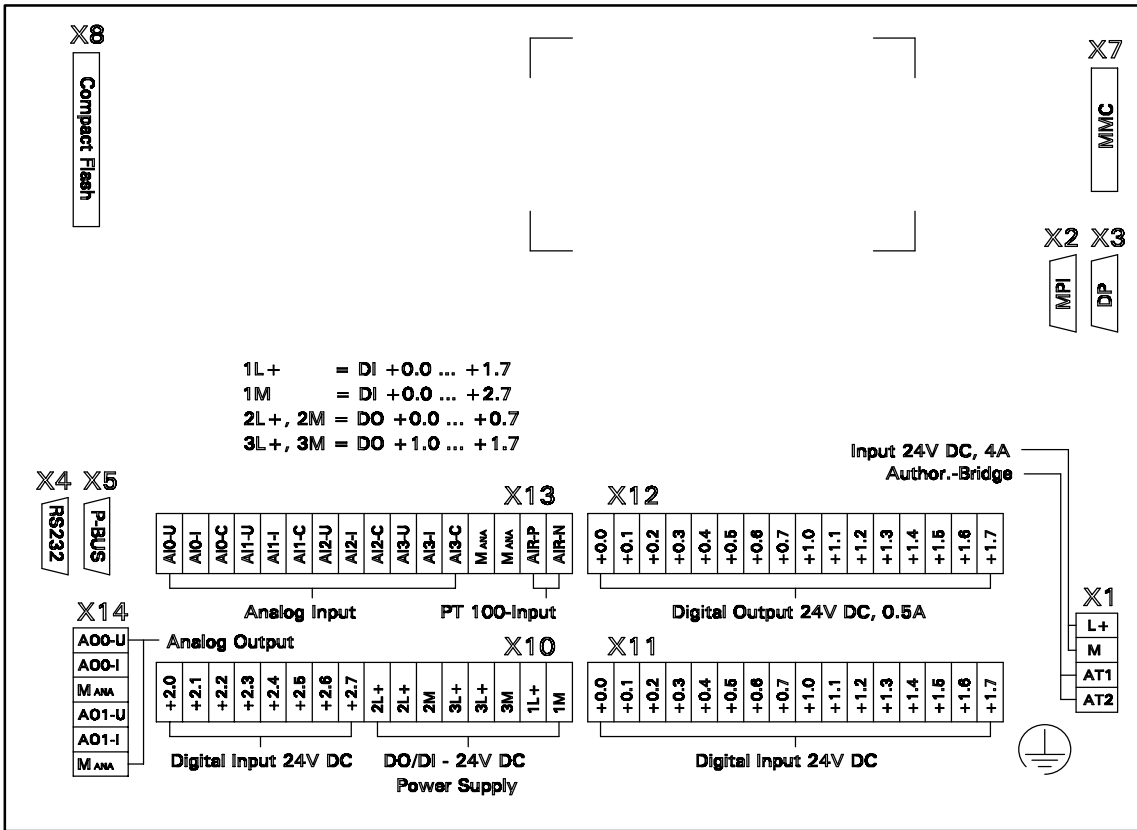 X8
Compact Flash
X7
MMC
X2 X3
MPI
DP
1L+ = DI +0.0 ... +1.7
1M = DI +0.0 ... +2.7
2L+, 2M = DO +0.0 ... +0.7
3L+, 3M = DO +1.0 ... +1.7
Input 24V DC, 4A
Author.-Bridge
X4 X5
RS232
P-BUS
X13
AI0-U
AI0-I
AI0-C
AI1-U
AI1-I
AI1-C
AI2-U
AI2-I
AI2-C
AI3-U
AI3-I
AI3-C
M ANA
M ANA
AIR-P
AIR-N
Analog Input
PT 100-Input
X12
+0.0
+0.1
+0.2
+0.3
+0.4
+0.5
+0.6
+0.7
+1.0
+1.1
+1.2
+1.3
+1.4
+1.5
+1.6
+1.7
Digital Output 24V DC, 0.5A
X1
L+
M
AT1
AT2
X14
AO0-U
AO0-I
M ANA
AO1-U
AO1-I
M ANA
Analog Output
X10
+2.0
+2.1
+2.2
+2.3
+2.4
+2.5
+2.6
+2.7
2L+
2L+
2M
3L+
3L+
3M
1L+
1M
Digital Input 24V DC
DO/DI - 24V DC
Power Supply
X11
+0.0
+0.1
+0.2
+0.3
+0.4
+0.5
+0.6
+0.7
+1.0
+1.1
+1.2
+1.3
+1.4
+1.5
+1.6
+1.7
Digital Input 24V DC